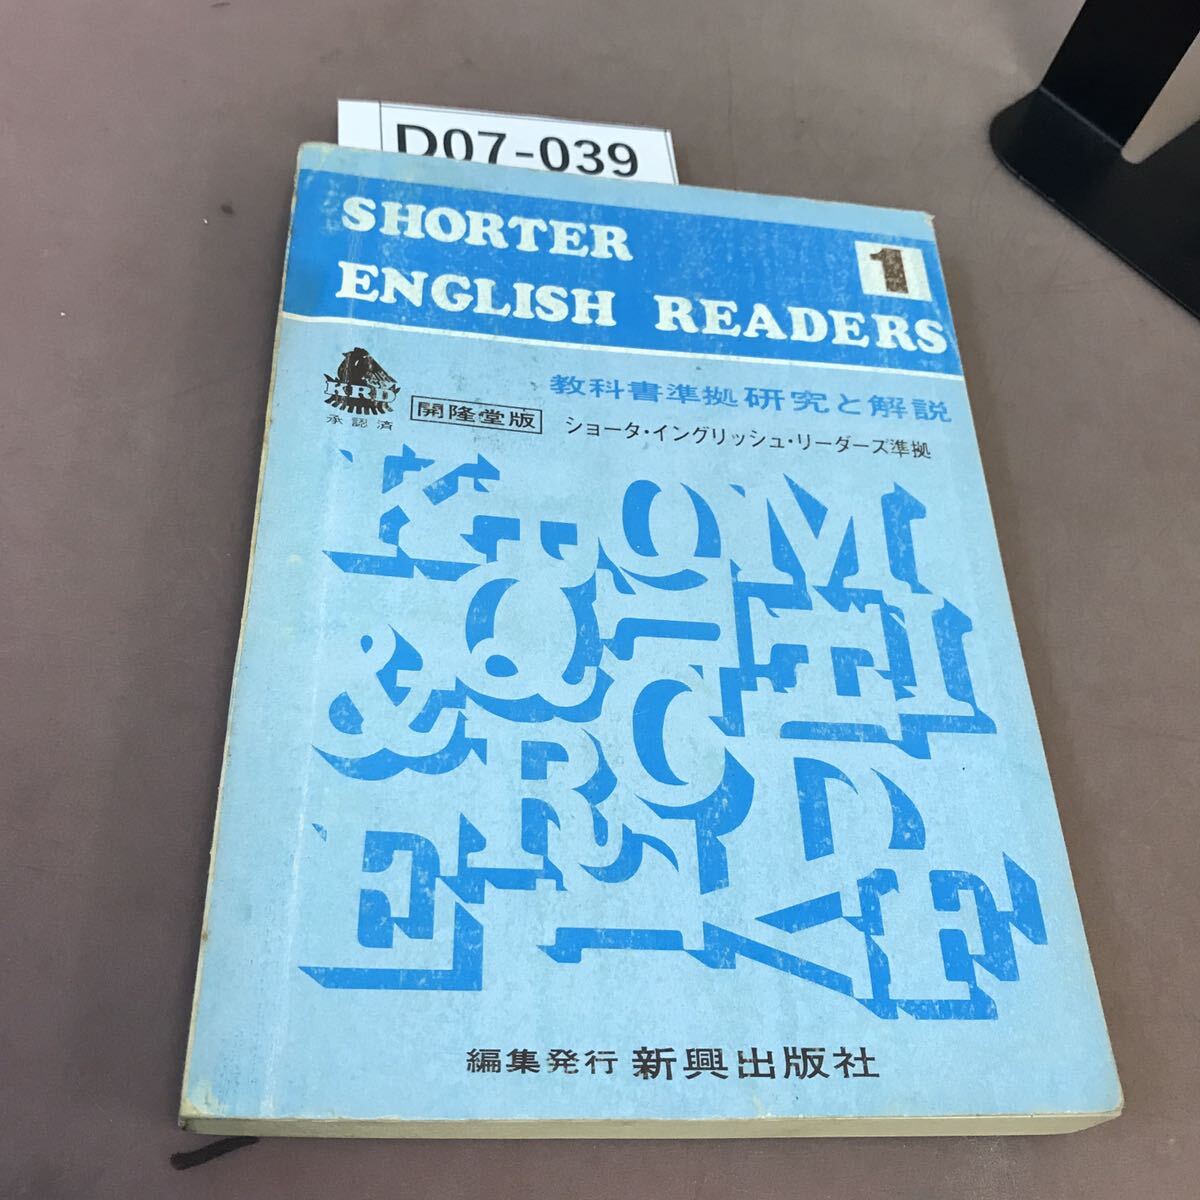 D07-039
SHORTER
ENGLISH READERS
1
教科書準拠研究と解説
KRD
承認済
開隆堂版
ショータ・イングリッシュ・リーダーズ準拠
編集発行 新興出版社